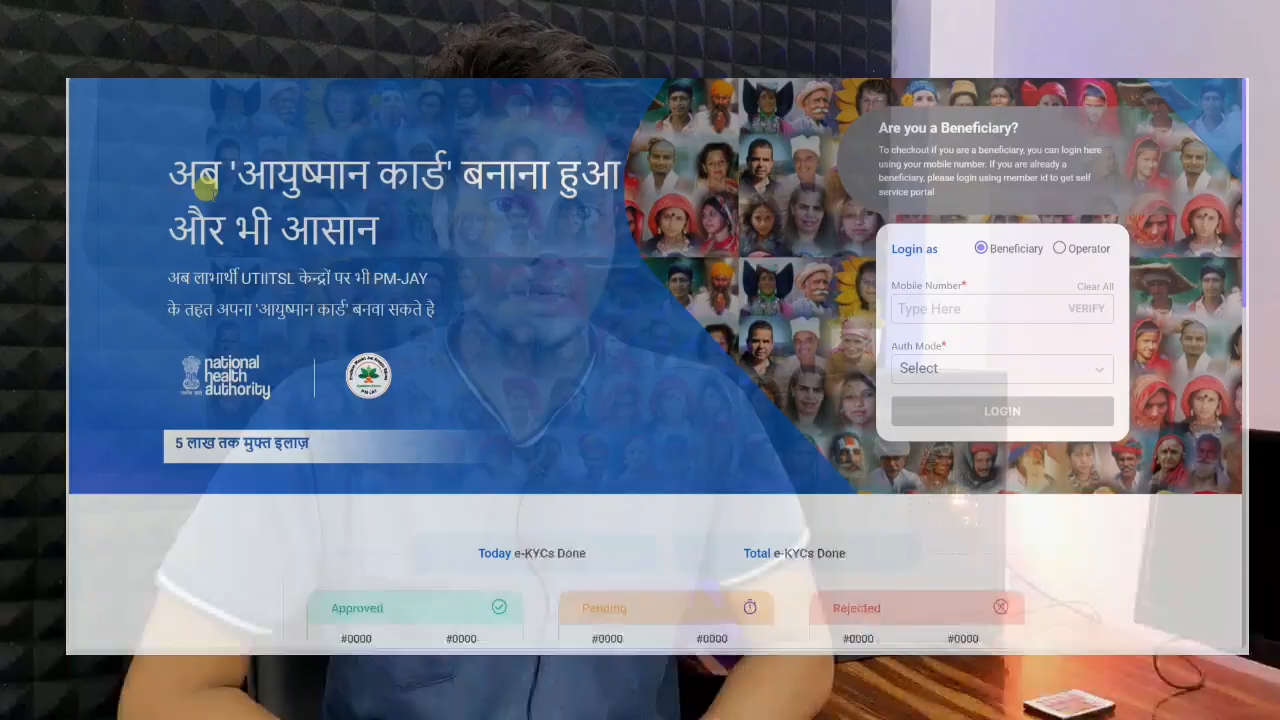 अब 'आयुष्मान कार्ड' बनाना हुआ
और भी आसान
अब लाभार्थी UTIITSL केन्द्रों पर भी PM-JAY
के तहत अपना 'आयुष्मान कार्ड' बनवा सकते है
national
health
authority
PM-JAY
5 लाख तक मुफ्त इलाज़
Are you a Beneficiary?
To checkout if you are a beneficiary, you can login here
using your mobile number. If you are already a
beneficiary, please login using member id to get self
service portal
Login as Beneficiary Operator
Mobile Number* Clear All
Type Here VERIFY
Auth Mode*
Select
LOGIN
Today e-KYCs Done
Total e-KYCs Done
Approved
Pending
Rejected
#0000 #0000 #0000 #0000 #0000 #0000